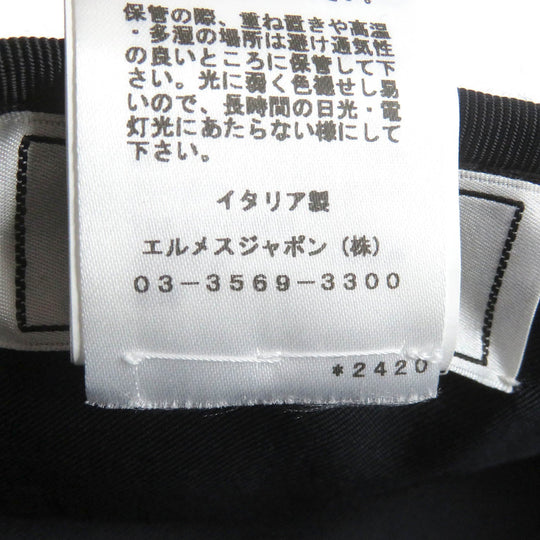 保管の際、重ね置きや高温
・多湿の場所は避け通気性
の良いところに保管して下
さい。光に弱く色褪せし易
いので、長時間の日光・電
灯光にあたらない様にして
下さい。
イタリア製
エルメスジャポン（株）
03-3569-3300
*2420